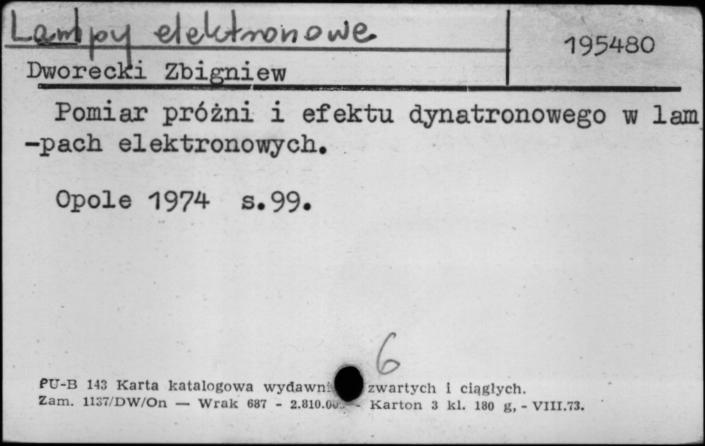 Lampy elektronowe
195480
Dworecki Zbigniew
Pomiar próżni i efektu dynatronowego w lam
-pach elektronowych.
Opole 1974 s.99.
6
PU-B 143 Karta katalogowa wydawni zwartych i ciągłych.
Zam. 1137/DW/On — Wrak 687 - 2.810.00 - Karton 3 kl. 180 g, - VIII.73.